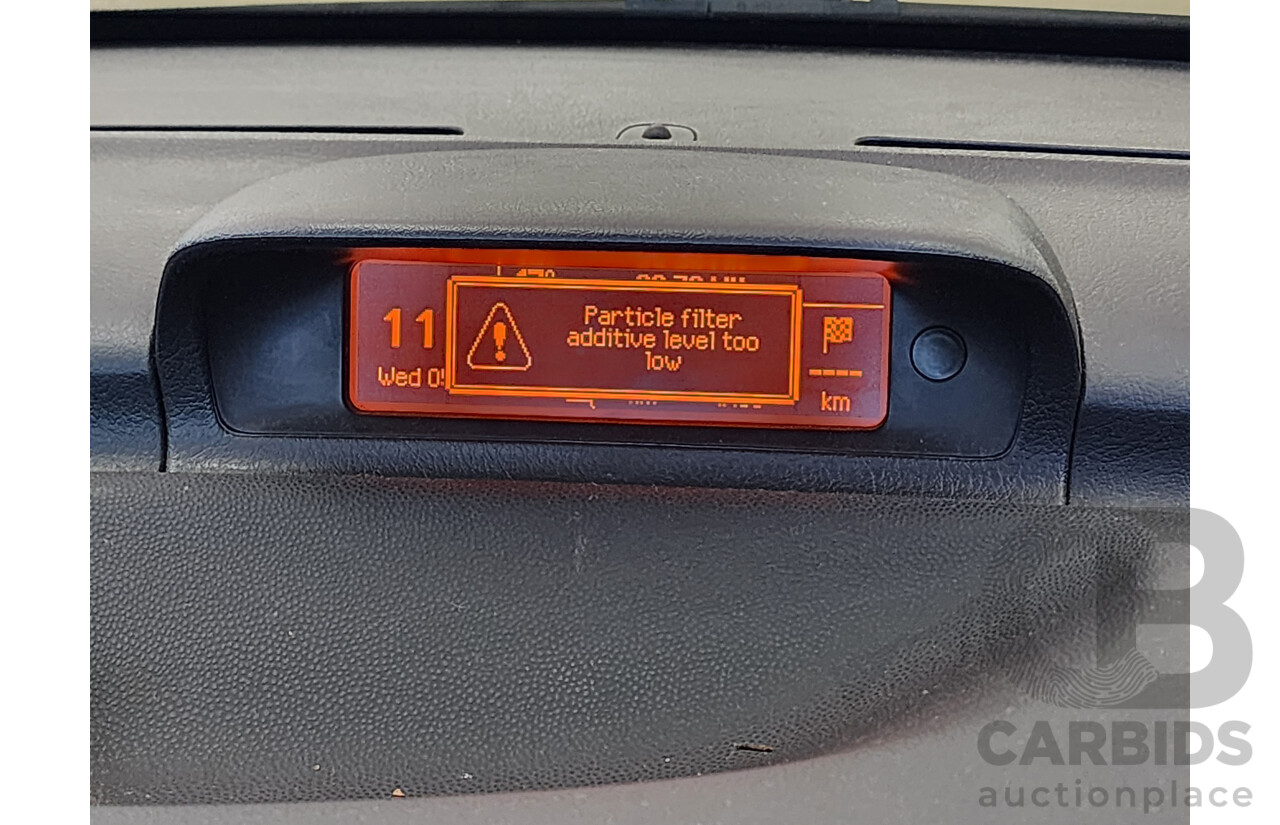 11
Particle filter
additive level too
low
Wed
km
B
CARBIDS
auctionplace